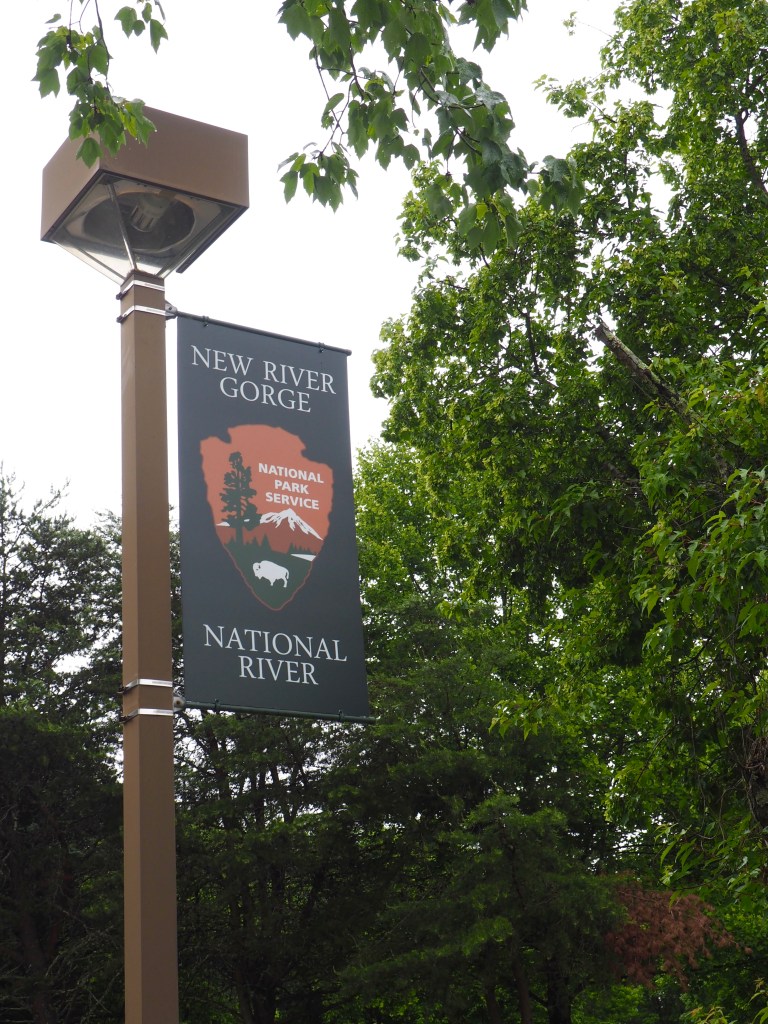 NEW RIVER
GORGE
NATIONAL
PARK
SERVICE
NATIONAL
RIVER